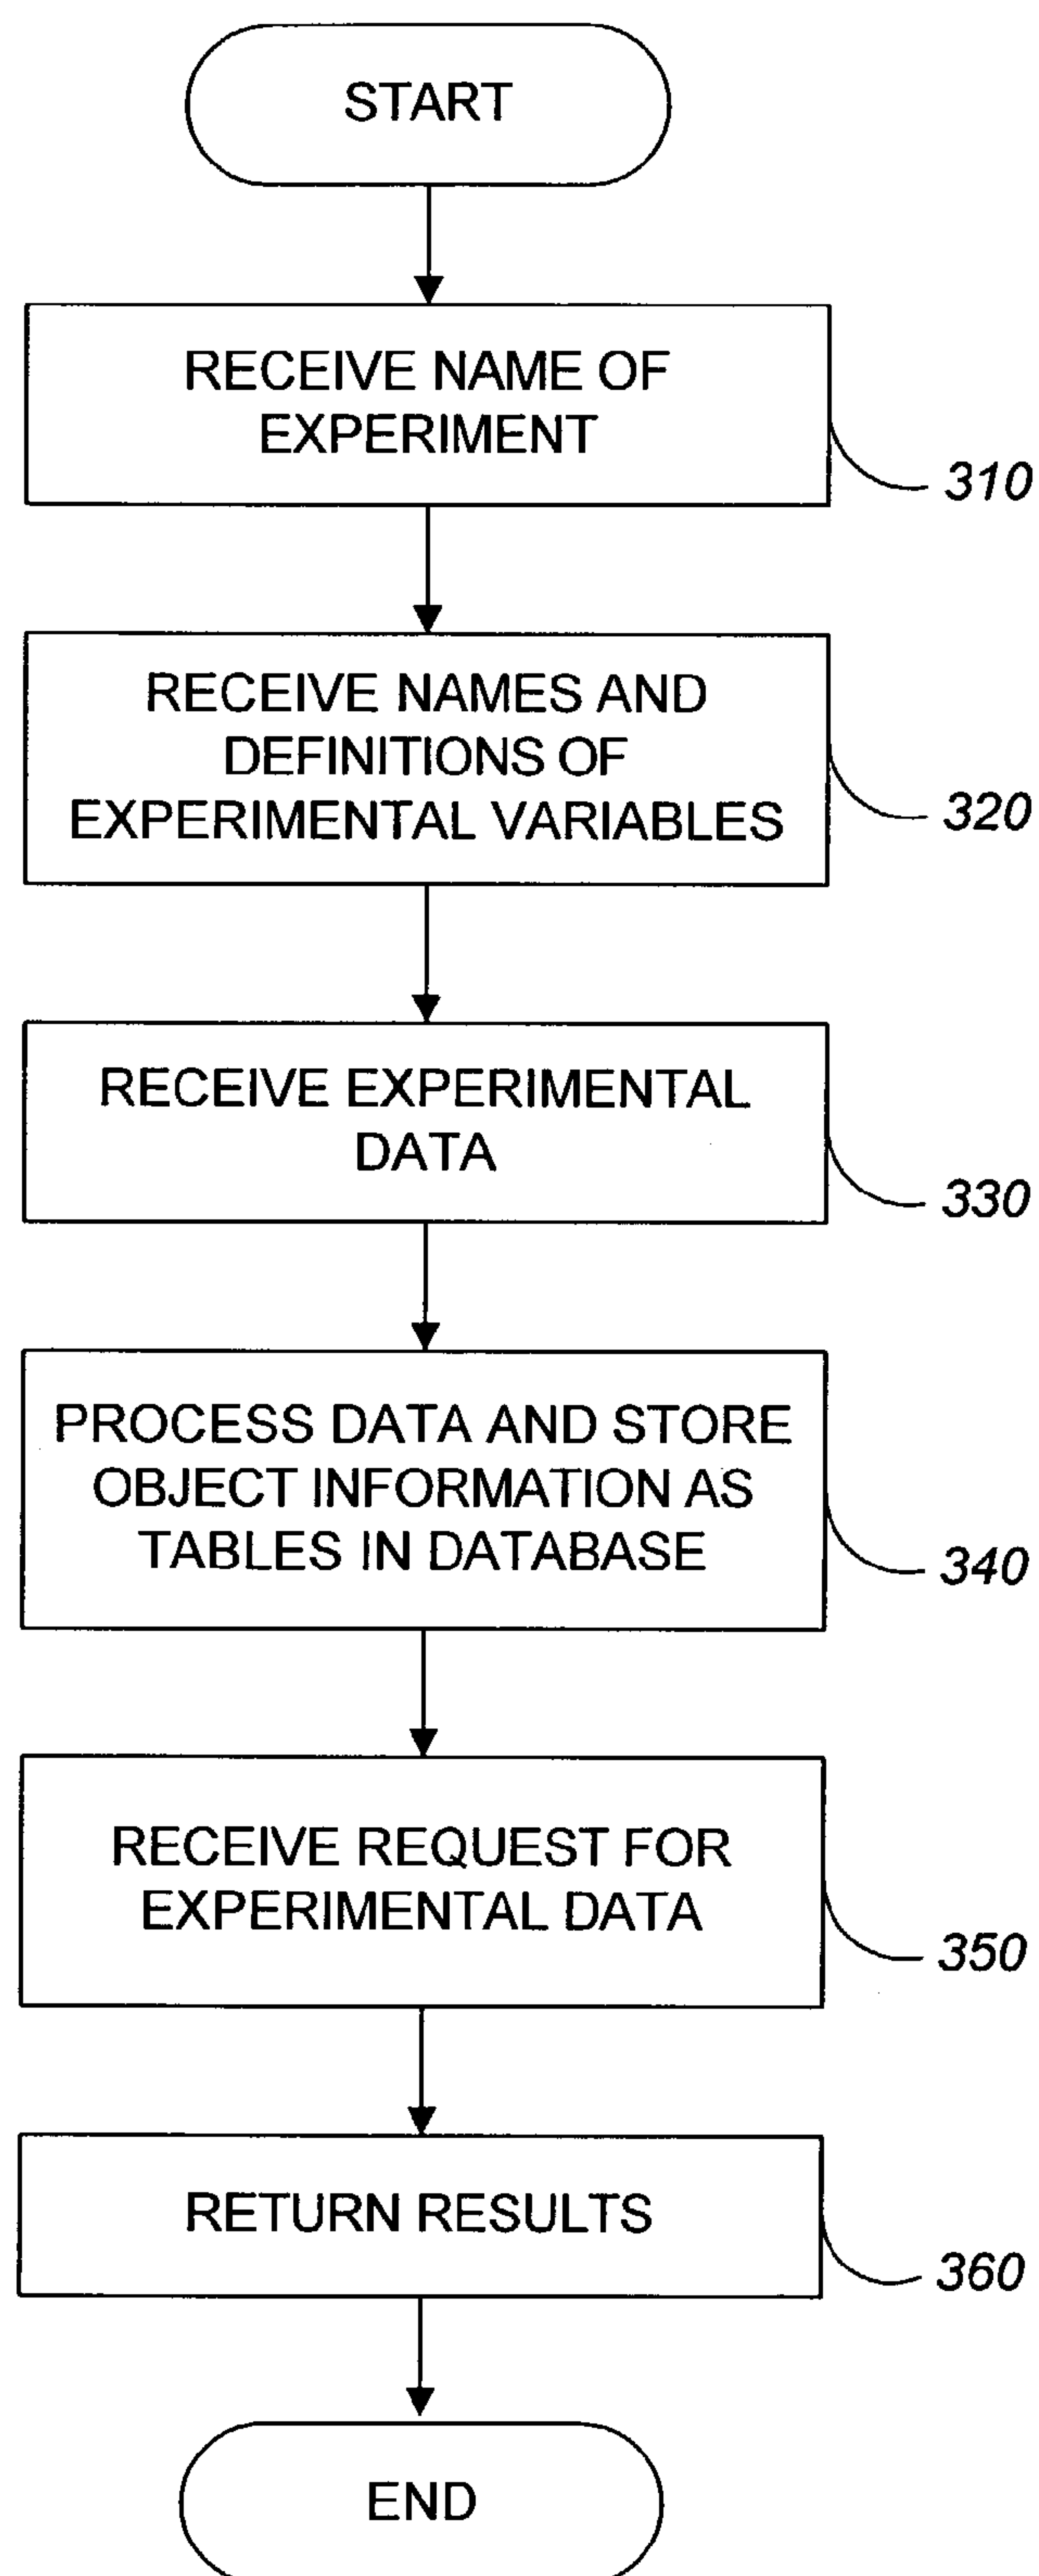 START
RECEIVE NAME OF
EXPERIMENT
310
RECEIVE NAMES AND
DEFINITIONS OF
EXPERIMENTAL VARIABLES
320
RECEIVE EXPERIMENTAL
DATA
330
PROCESS DATA AND STORE
OBJECT INFORMATION AS
TABLES IN DATABASE
340
RECEIVE REQUEST FOR
EXPERIMENTAL DATA
350
RETURN RESULTS
360
END